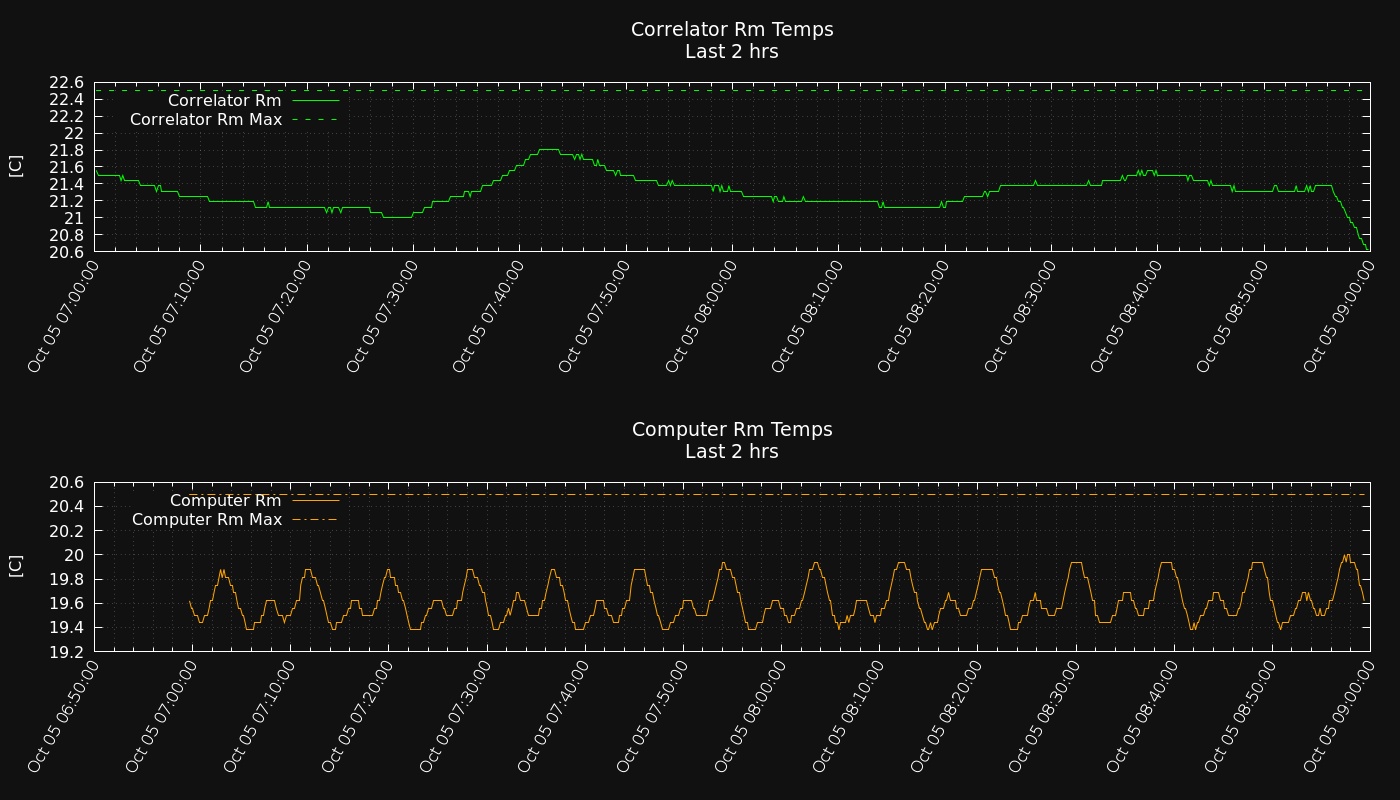 Correlator Rm Temps
Last 2 hrs
22.6
22.4
22.2
22
21.8
21.6
21.4
21.2
21
20.8
20.6
[C]
Correlator Rm
Correlator Rm Max
Oct 05 07:00:00
Oct 05 07:10:00
Oct 05 07:20:00
Oct 05 07:30:00
Oct 05 07:40:00
Oct 05 07:50:00
Oct 05 08:00:00
Oct 05 08:10:00
Oct 05 08:20:00
Oct 05 08:30:00
Oct 05 08:40:00
Oct 05 08:50:00
Oct 05 09:00:00
Computer Rm Temps
Last 2 hrs
20.6
20.4
20.2
20
19.8
19.6
19.4
19.2
[C]
Computer Rm
Computer Rm Max
Oct 05 06:50:00
Oct 05 07:00:00
Oct 05 07:10:00
Oct 05 07:20:00
Oct 05 07:30:00
Oct 05 07:40:00
Oct 05 07:50:00
Oct 05 08:00:00
Oct 05 08:10:00
Oct 05 08:20:00
Oct 05 08:30:00
Oct 05 08:40:00
Oct 05 08:50:00
Oct 05 09:00:00